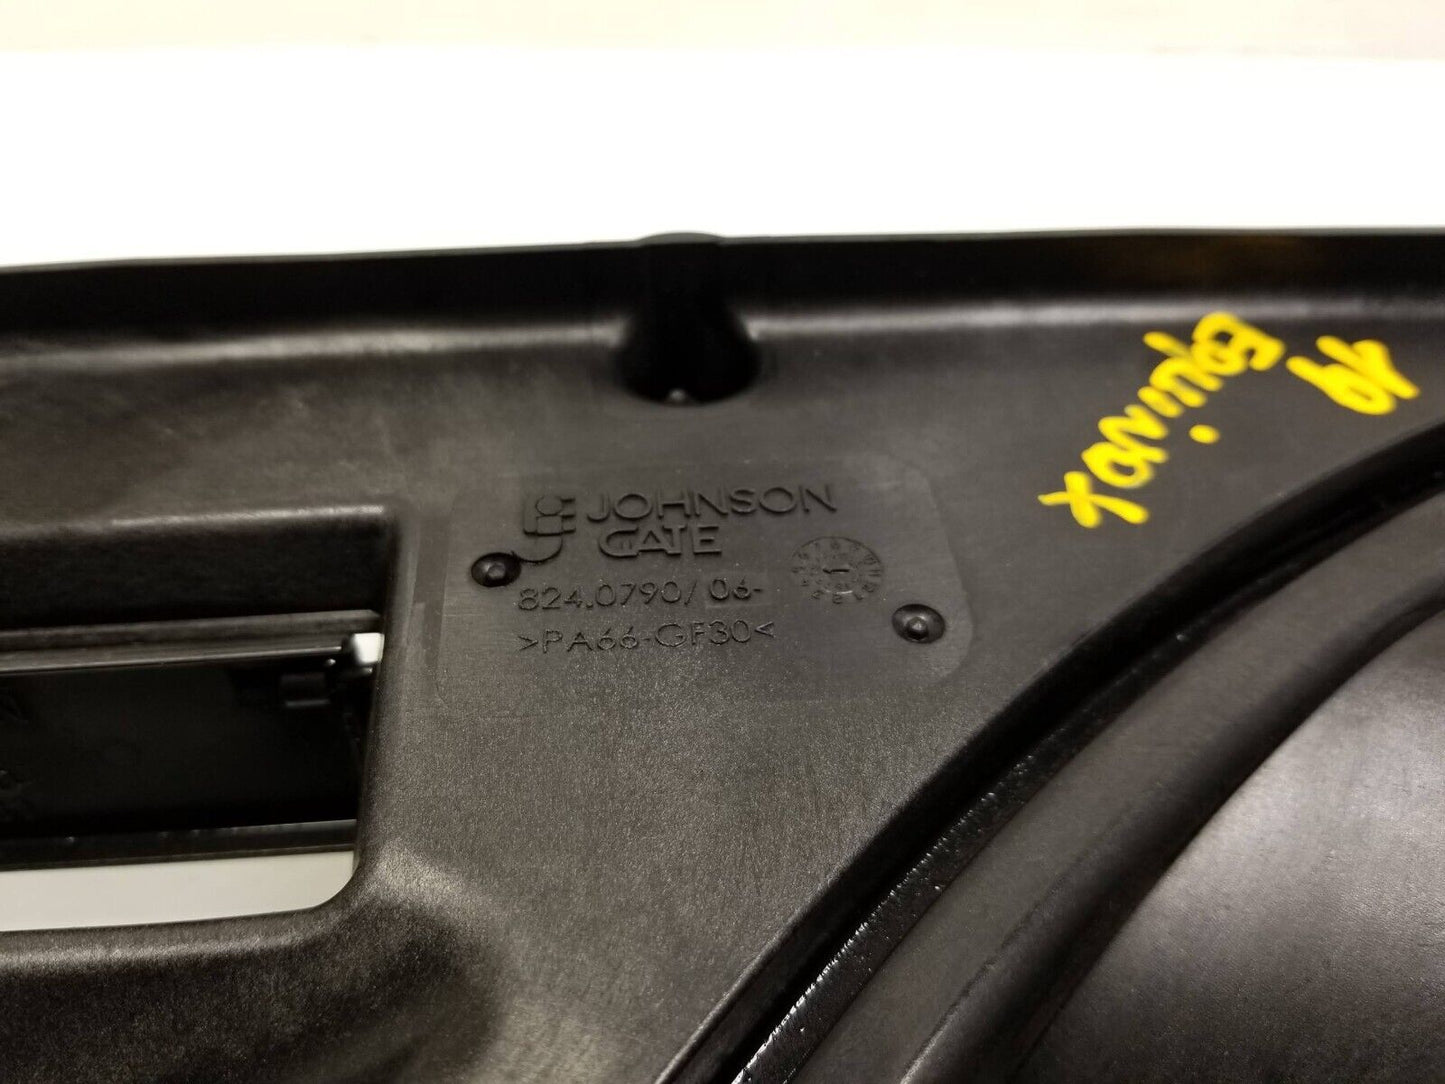 JOHNSON
GATE
824.0790/ 06-
>PA66-GF30<
19
EQUINOX